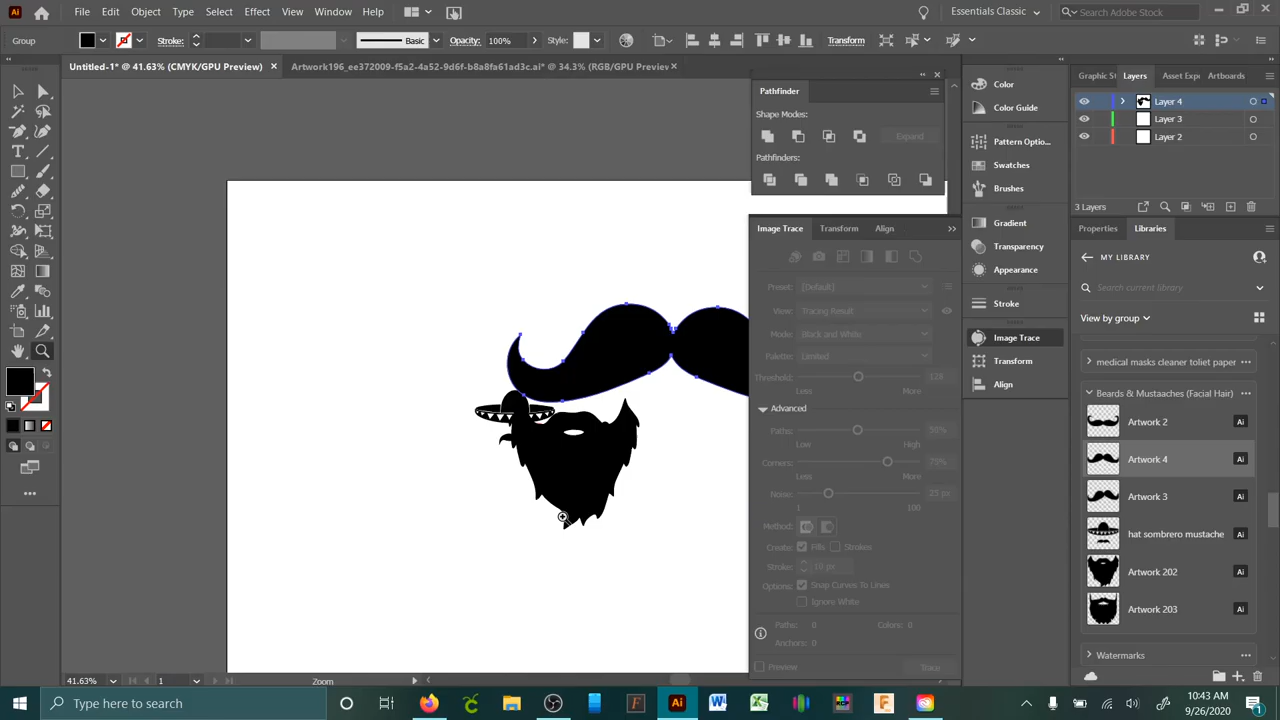 Ai File Edit Object Type Select Effect View Window Help Essentials Classic Search Adobe Stock
Group Stroke: Basic Opacity: 100% Style: Transform
Untitled-1* @ 41.63% (CMYK/GPU Preview) × Artwork196_ee372009-f5a2-4a52-9d6f-b8a8fa61ad3c.ai* @ 34.3% (RGB/GPU Preview) ×
Pathfinder
Shape Modes:
Expand
Pathfinders:
Image Trace Transform Align
Preset: [Default]
View: Tracing Result
Mode: Black and White
Palette: Limited
Threshold: 128
Less More
Advanced
Paths: 50%
Low High
Corners: 75%
Less More
Noise: 25 px
1 100
Method:
Create: Fills Strokes
Stroke: 10 px
Options: Snap Curves To Lines
Ignore White
Paths: 0 Colors: 0
Anchors: 0
Preview Trace
Color
Color Guide
Pattern Optio...
Swatches
Brushes
Gradient
Transparency
Appearance
Stroke
Image Trace
Transform
Align
Graphic St Layers Asset Exp Artboards
Layer 4
Layer 3
Layer 2
3 Layers
Properties Libraries
MY LIBRARY
Search current library
View by group
medical masks cleaner toliet paper
Beards & Mustaachees (Facial Hair)
Artwork 2 Ai
Artwork 4 Ai
Artwork 3 Ai
hat sombrero mustache Ai
Artwork 202 Ai
Artwork 203 Ai
Watermarks
41.63% 1 Zoom
Type here to search
10:43 AM
9/26/2020